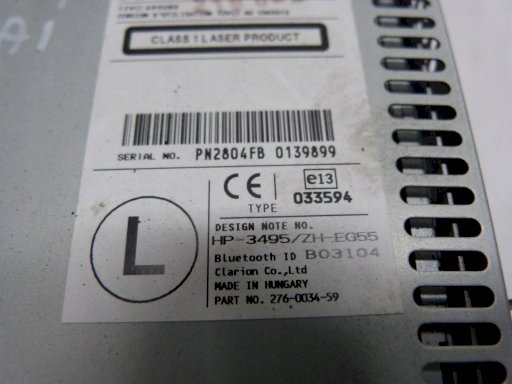 CLASS 1 LASER PRODUCT
SERIAL NO. PN2804FB 0139899
CE e13
TYPE 033594
L
DESIGN NOTE NO.
HP-3495/ZH-EG55
Bluetooth ID B03104
Clarion Co.,Ltd
MADE IN HUNGARY
PART NO. 276-0034-59